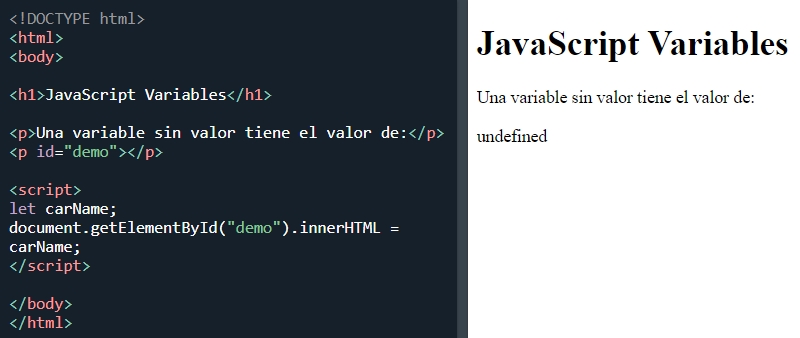 <!DOCTYPE html>
<html>
<body>
<h1>JavaScript Variables</h1>
<p>Una variable sin valor tiene el valor de:</p>
<p id="demo"></p>
<script>
let carName;
document.getElementById("demo").innerHTML =
carName;
</script>
</body>
</html>
JavaScript Variables
Una variable sin valor tiene el valor de:
undefined